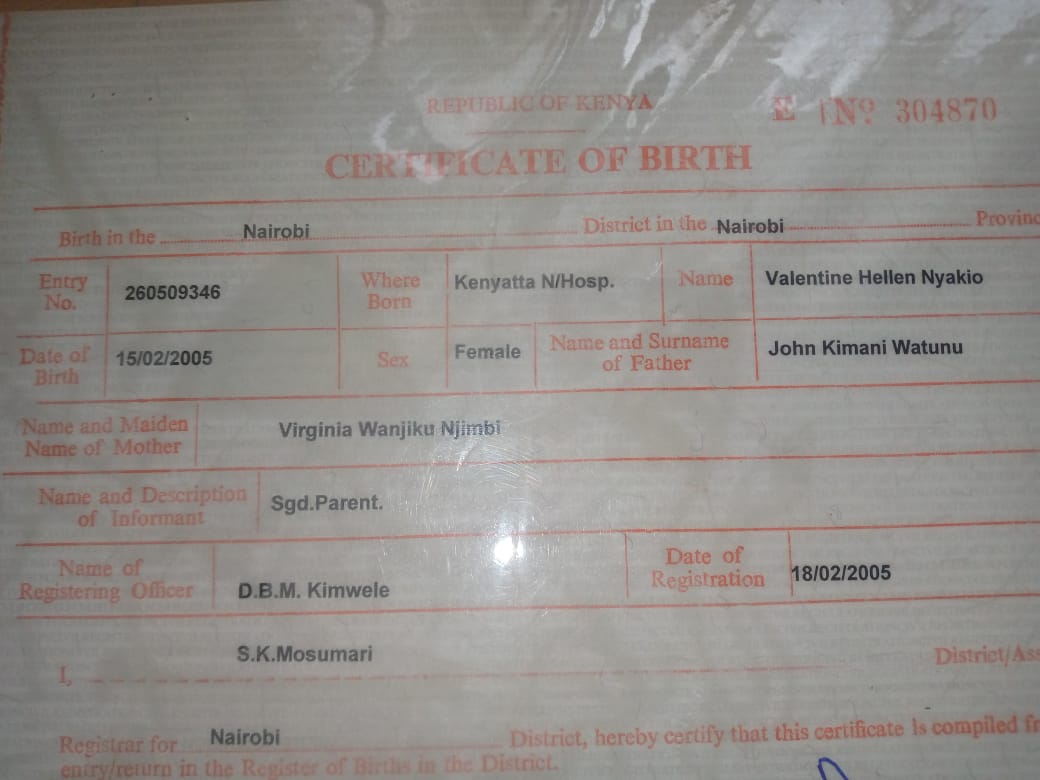 REPUBLIC OF KENYA
E No 304870
CERTIFICATE OF BIRTH
Birth in the Nairobi District in the Nairobi Provinc
Entry No. 260509346 Where Born Kenyatta N/Hosp. Name Valentine Hellen Nyakio
Date of Birth 15/02/2005 Sex Female Name and Surname of Father John Kimani Watunu
Name and Maiden Name of Mother Virginia Wanjiku Njimbi
Name and Description of Informant Sgd.Parent.
Name of Registering Officer D.B.M. Kimwele Date of Registration 18/02/2005
I, S.K.Mosumari District/Ass
Registrar for Nairobi District, hereby certify that this certificate is compiled fr
entry/return in the Register of Births in the District.